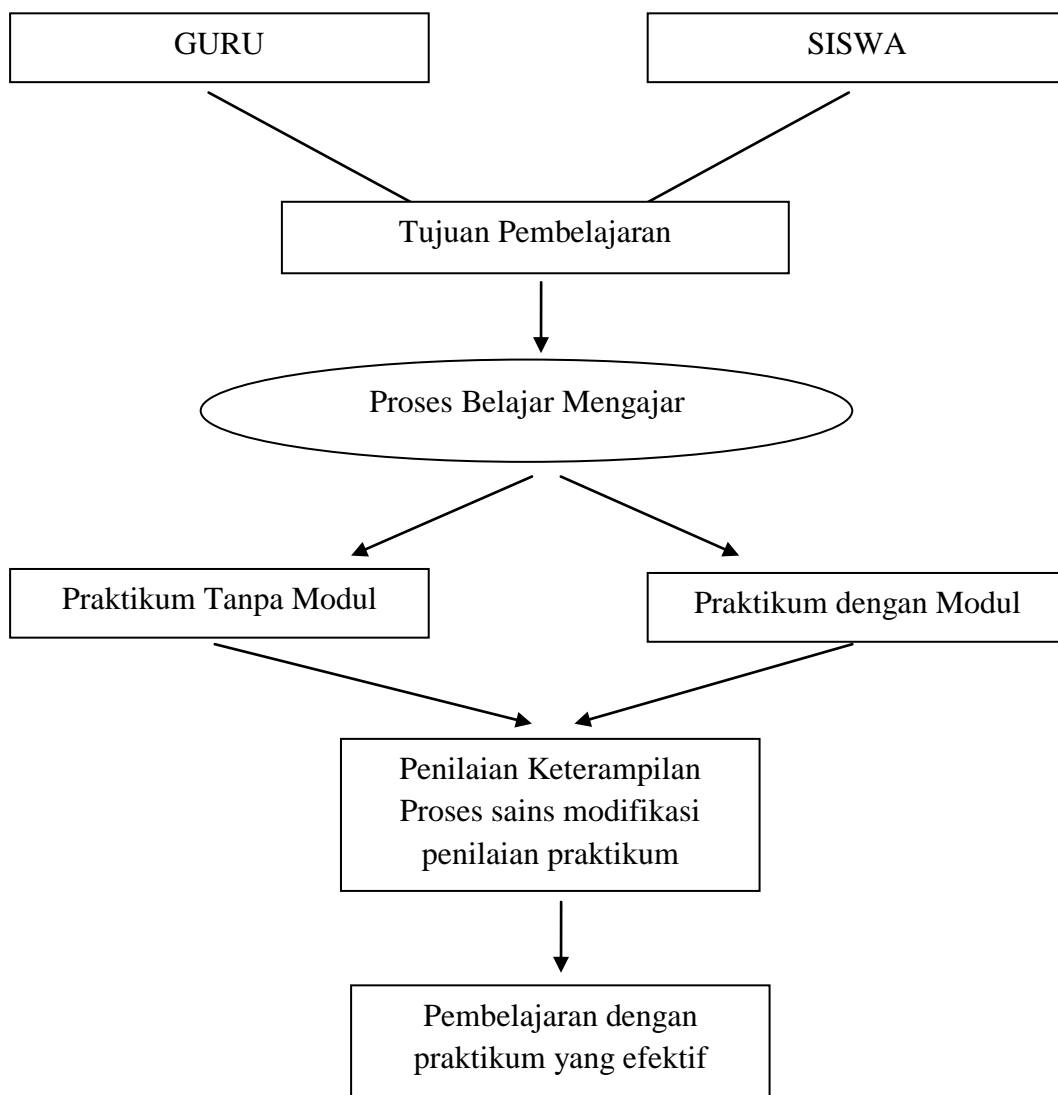 GURU
SISWA
Tujuan Pembelajaran
Proses Belajar Mengajar
Praktikum Tanpa Modul
Praktikum dengan Modul
Penilaian Keterampilan
Proses sains modifikasi
penilaian praktikum
Pembelajaran dengan
praktikum yang efektif